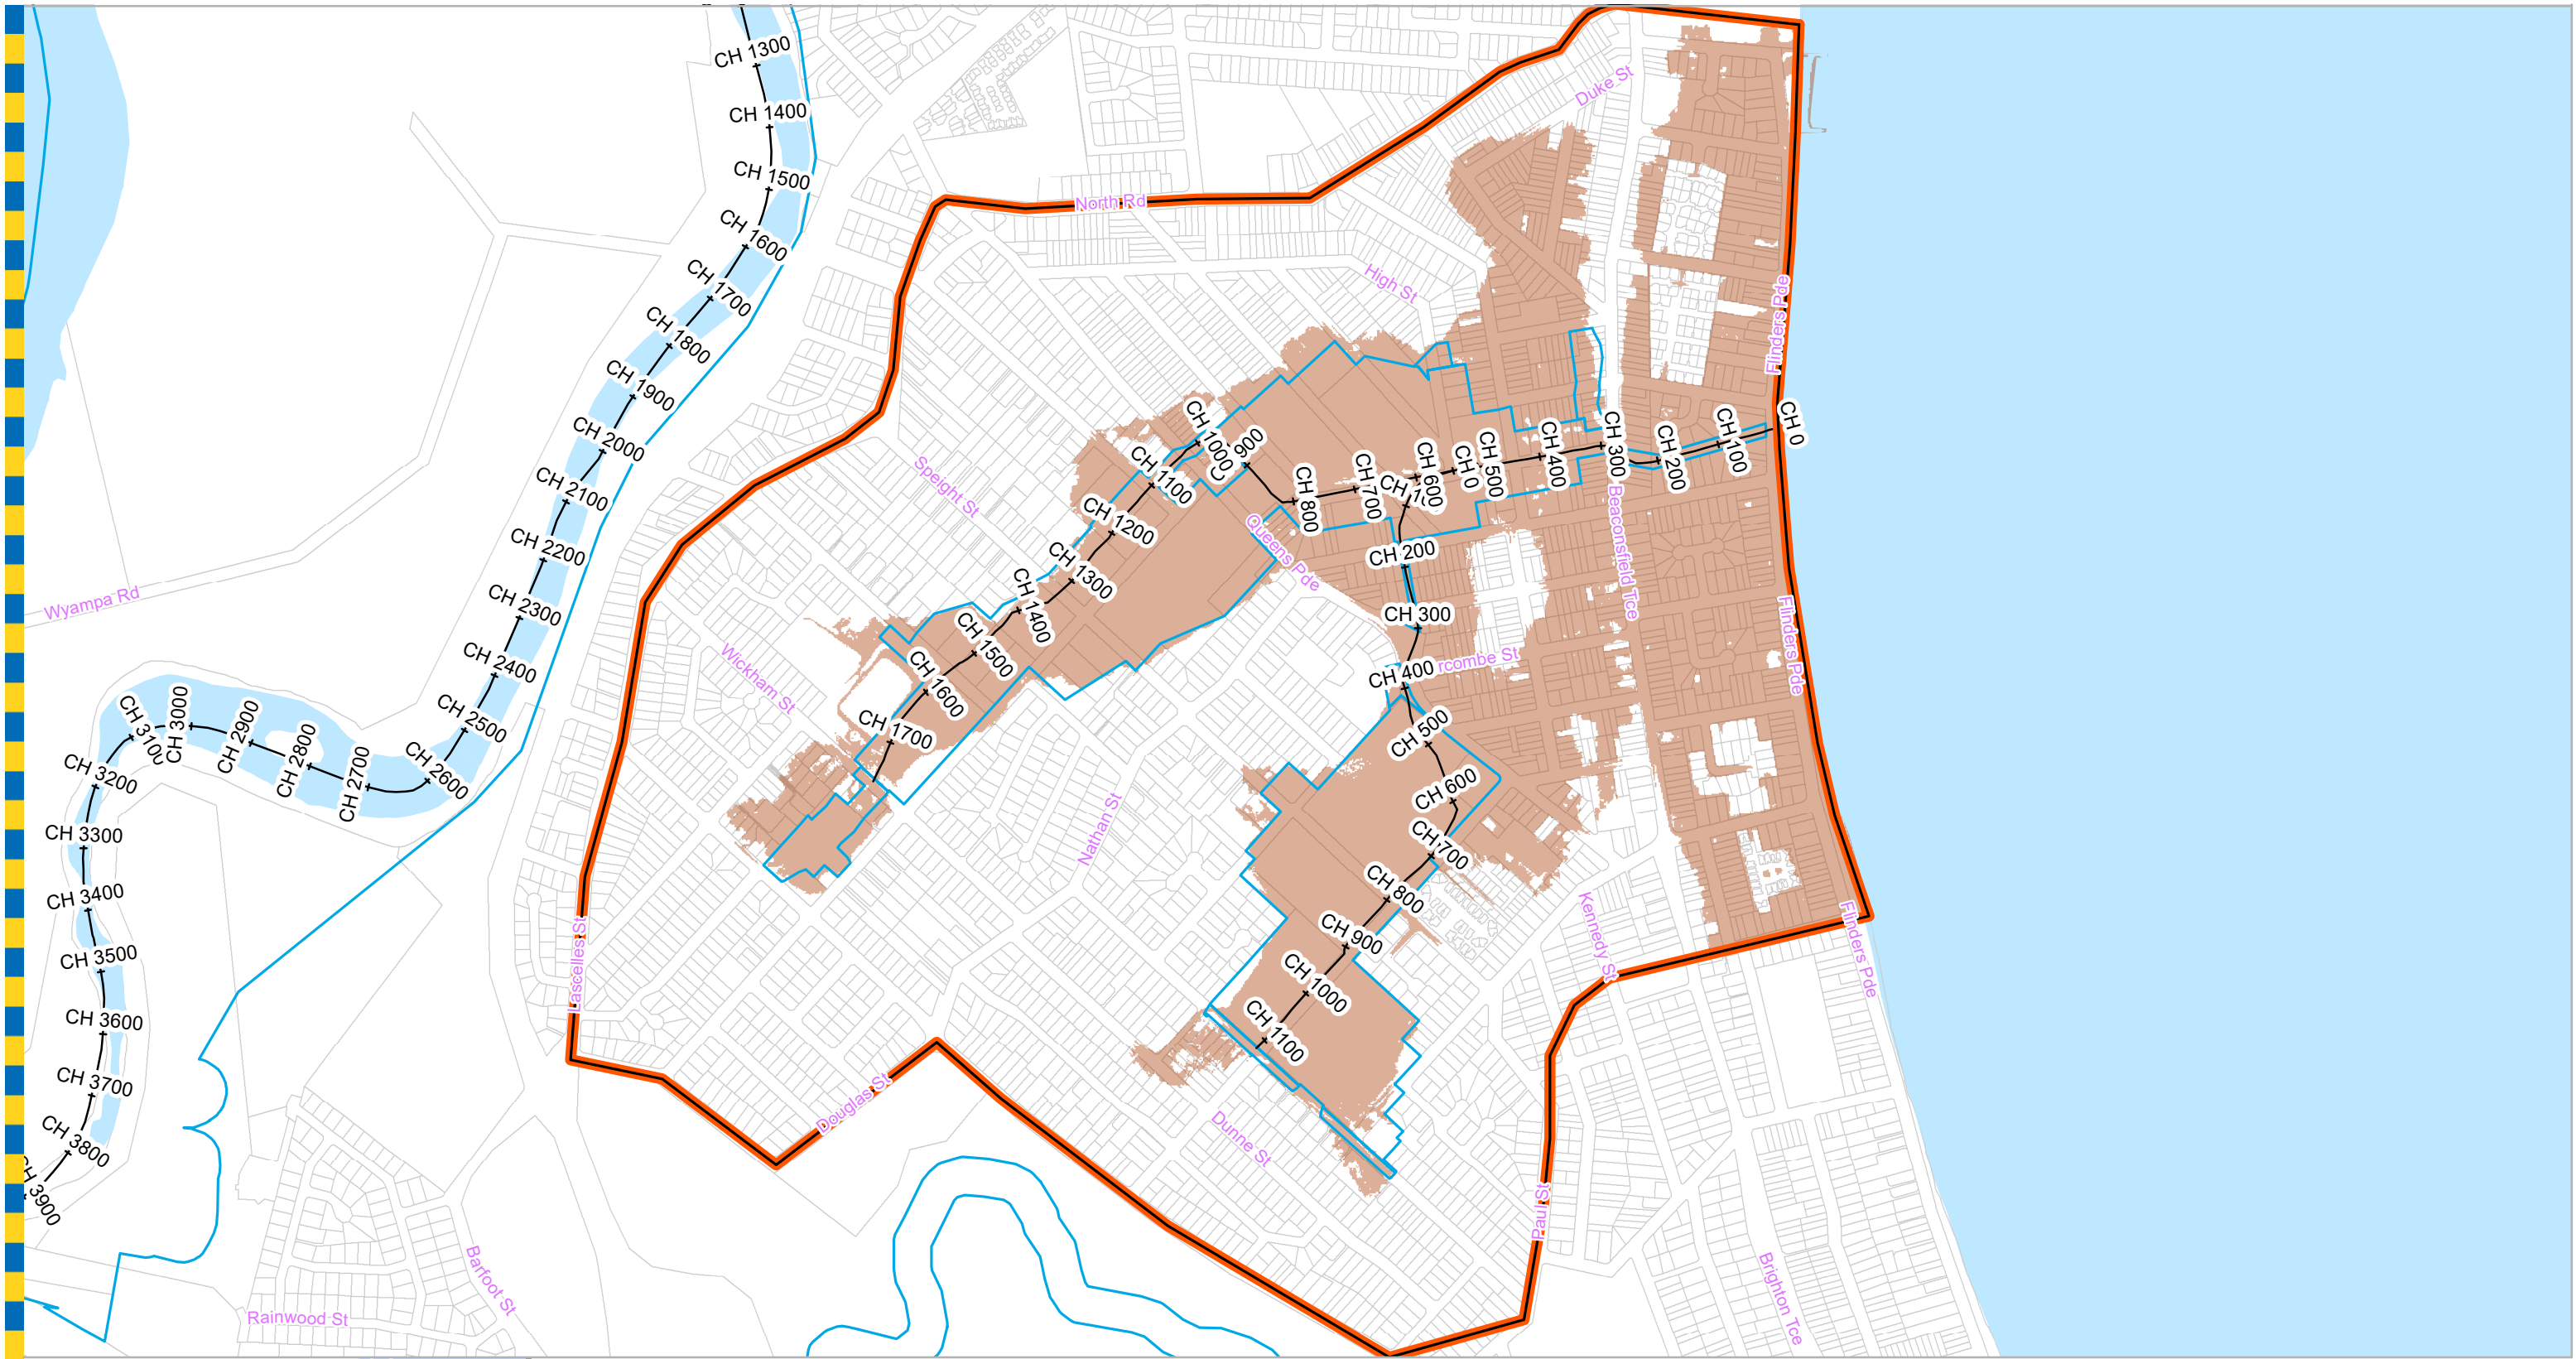 CH 1300
CH 1400
CH 1500
CH 1600
CH 1700
CH 1800
CH 1900
CH 2000
CH 2100
CH 2200
CH 2300
CH 2400
CH 2500
CH 2600
CH 2700
CH 2800
CH 2900
CH 3000
CH 3100
CH 3200
CH 3300
CH 3400
CH 3500
CH 3600
CH 3700
CH 3800
CH 3900
Wyampa Rd
Rainwood St
Barfoot St
Duke St
North Rd
High St
Flinders Pde
CH 0
CH 100
CH 200
CH 300
CH 400
CH 500
CH 0
CH 600
CH 700
CH 800
900
CH 1000
CH 1100
CH 1200
CH 1300
CH 1400
CH 1500
CH 1600
CH 1700
CH 200
CH 300
CH 400
CH 500
CH 600
CH 700
CH 800
CH 900
CH 1000
CH 1100
Speight St
Queens Pde
Beaconsfield Tce
Flinders Pde
Wickham St
Nathan St
Kennedy St
Flinders Pde
Lascelles St
Douglas St
Dunne St
Paul St
Brighton Tce